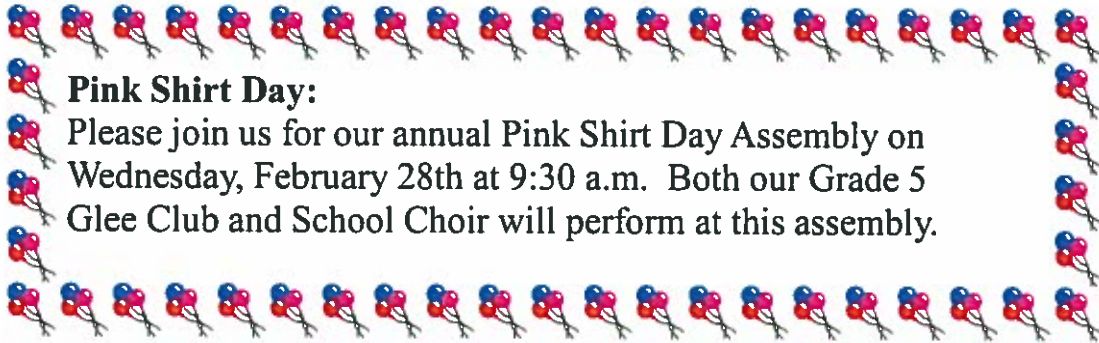 Pink Shirt Day:
Please join us for our annual Pink Shirt Day Assembly on
Wednesday, February 28th at 9:30 a.m.  Both our Grade 5
Glee Club and School Choir will perform at this assembly.